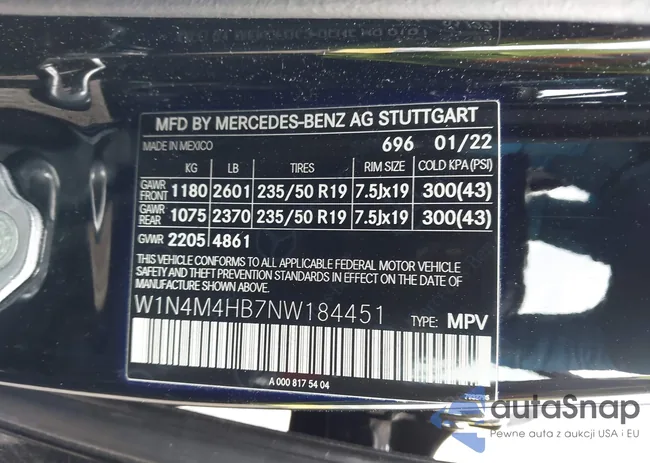 MFD BY MERCEDES-BENZ AG STUTTGART
MADE IN MEXICO 696 01/22
KG LB TIRES RIM SIZE COLD KPA(PSI)
GAWR FRONT 1180 2601 235/50 R19 7.5Jx19 300(43)
GAWR REAR 1075 2370 235/50 R19 7.5Jx19 300(43)
GVWR 2205 4861
THIS VEHICLE CONFORMS TO ALL APPLICABLE FEDERAL MOTOR VEHICLE
SAFETY AND THEFT PREVENTION STANDARDS IN EFFECT ON THE DATE OF
MANUFACTURE SHOWN ABOVE.
W1N4M4HB7NW184451 TYPE: MPV
A 000 817 54 04
autaSnap
Pewne auta z aukcji USA i EU